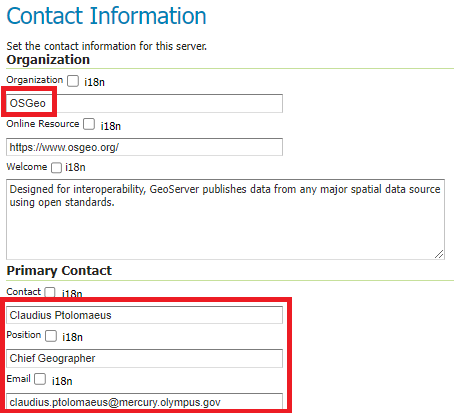 Contact Information
Set the contact information for this server.
Organization
Organization i18n
OSGeo
Online Resource i18n
https://www.osgeo.org/
Welcome i18n
Designed for interoperability, GeoServer publishes data from any major spatial data source
using open standards.
Primary Contact
Contact i18n
Claudius Ptolomaeus
Position i18n
Chief Geographer
Email i18n
claudius.ptolomaeus@mercury.olympus.gov